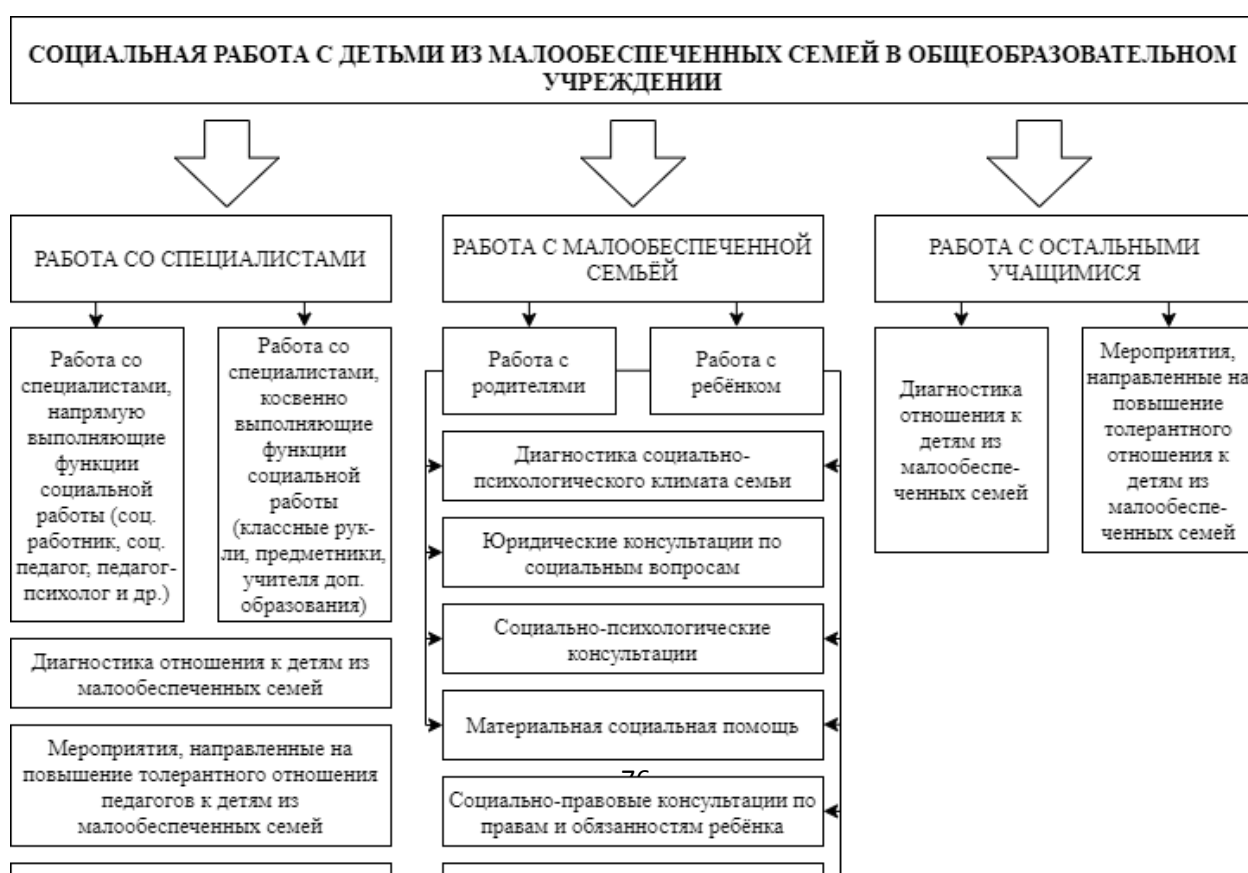 СОЦИАЛЬНАЯ РАБОТА С ДЕТЬМИ ИЗ МАЛООБЕСПЕЧЕННЫХ СЕМЕЙ В ОБЩЕОБРАЗОВАТЕЛЬНОМ
УЧРЕЖДЕНИИ
РАБОТА СО СПЕЦИАЛИСТАМИ
РАБОТА С МАЛООБЕСПЕЧЕННОЙ
СЕМЬЁЙ
РАБОТА С ОСТАЛЬНЫМИ
УЧАЩИМИСЯ
Работа со
специалистами,
напрямую
выполняющие
функции
социальной
работы (соц.
работник, соц.
педагог, педагог-
психолог и др.)
Работа со
специалистами,
косвенно
выполняющие
функции
социальной
работы
(классные рук-
ли, предметники,
учителя доп.
образования)
Диагностика отношения к детям из
малообеспеченных семей
Мероприятия, направленные на
повышение толерантного отношения
педагогов к детям из
малообеспеченных семей
Работа с
родителями
Работа с
ребёнком
Диагностика социально-
психологического климата семьи
Юридические консультации по
социальным вопросам
Социально-психологические
консультации
Материальная социальная помощь
76
Социально-правовые консультации по
правам и обязанностям ребёнка
Диагностика
отношения к
детям из
малообеспе-
ченных семей
Мероприятия,
направленные на
повышение
толерантного
отношения к
детям из
малообеспе-
ченных семей